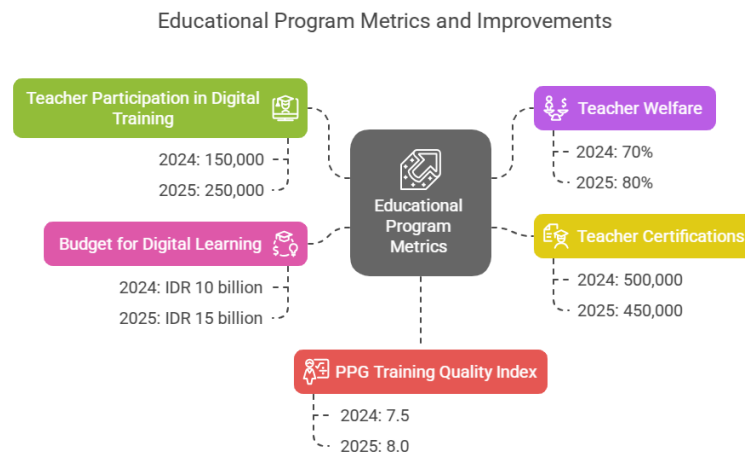 Educational Program Metrics and Improvements
Teacher Participation in Digital
Training
2024: 150,000
2025: 250,000
Budget for Digital Learning
2024: IDR 10 billion
2025: IDR 15 billion
Educational
Program
Metrics
Teacher Welfare
2024: 70%
2025: 80%
Teacher Certifications
2024: 500,000
2025: 450,000
PPG Training Quality Index
2024: 7.5
2025: 8.0